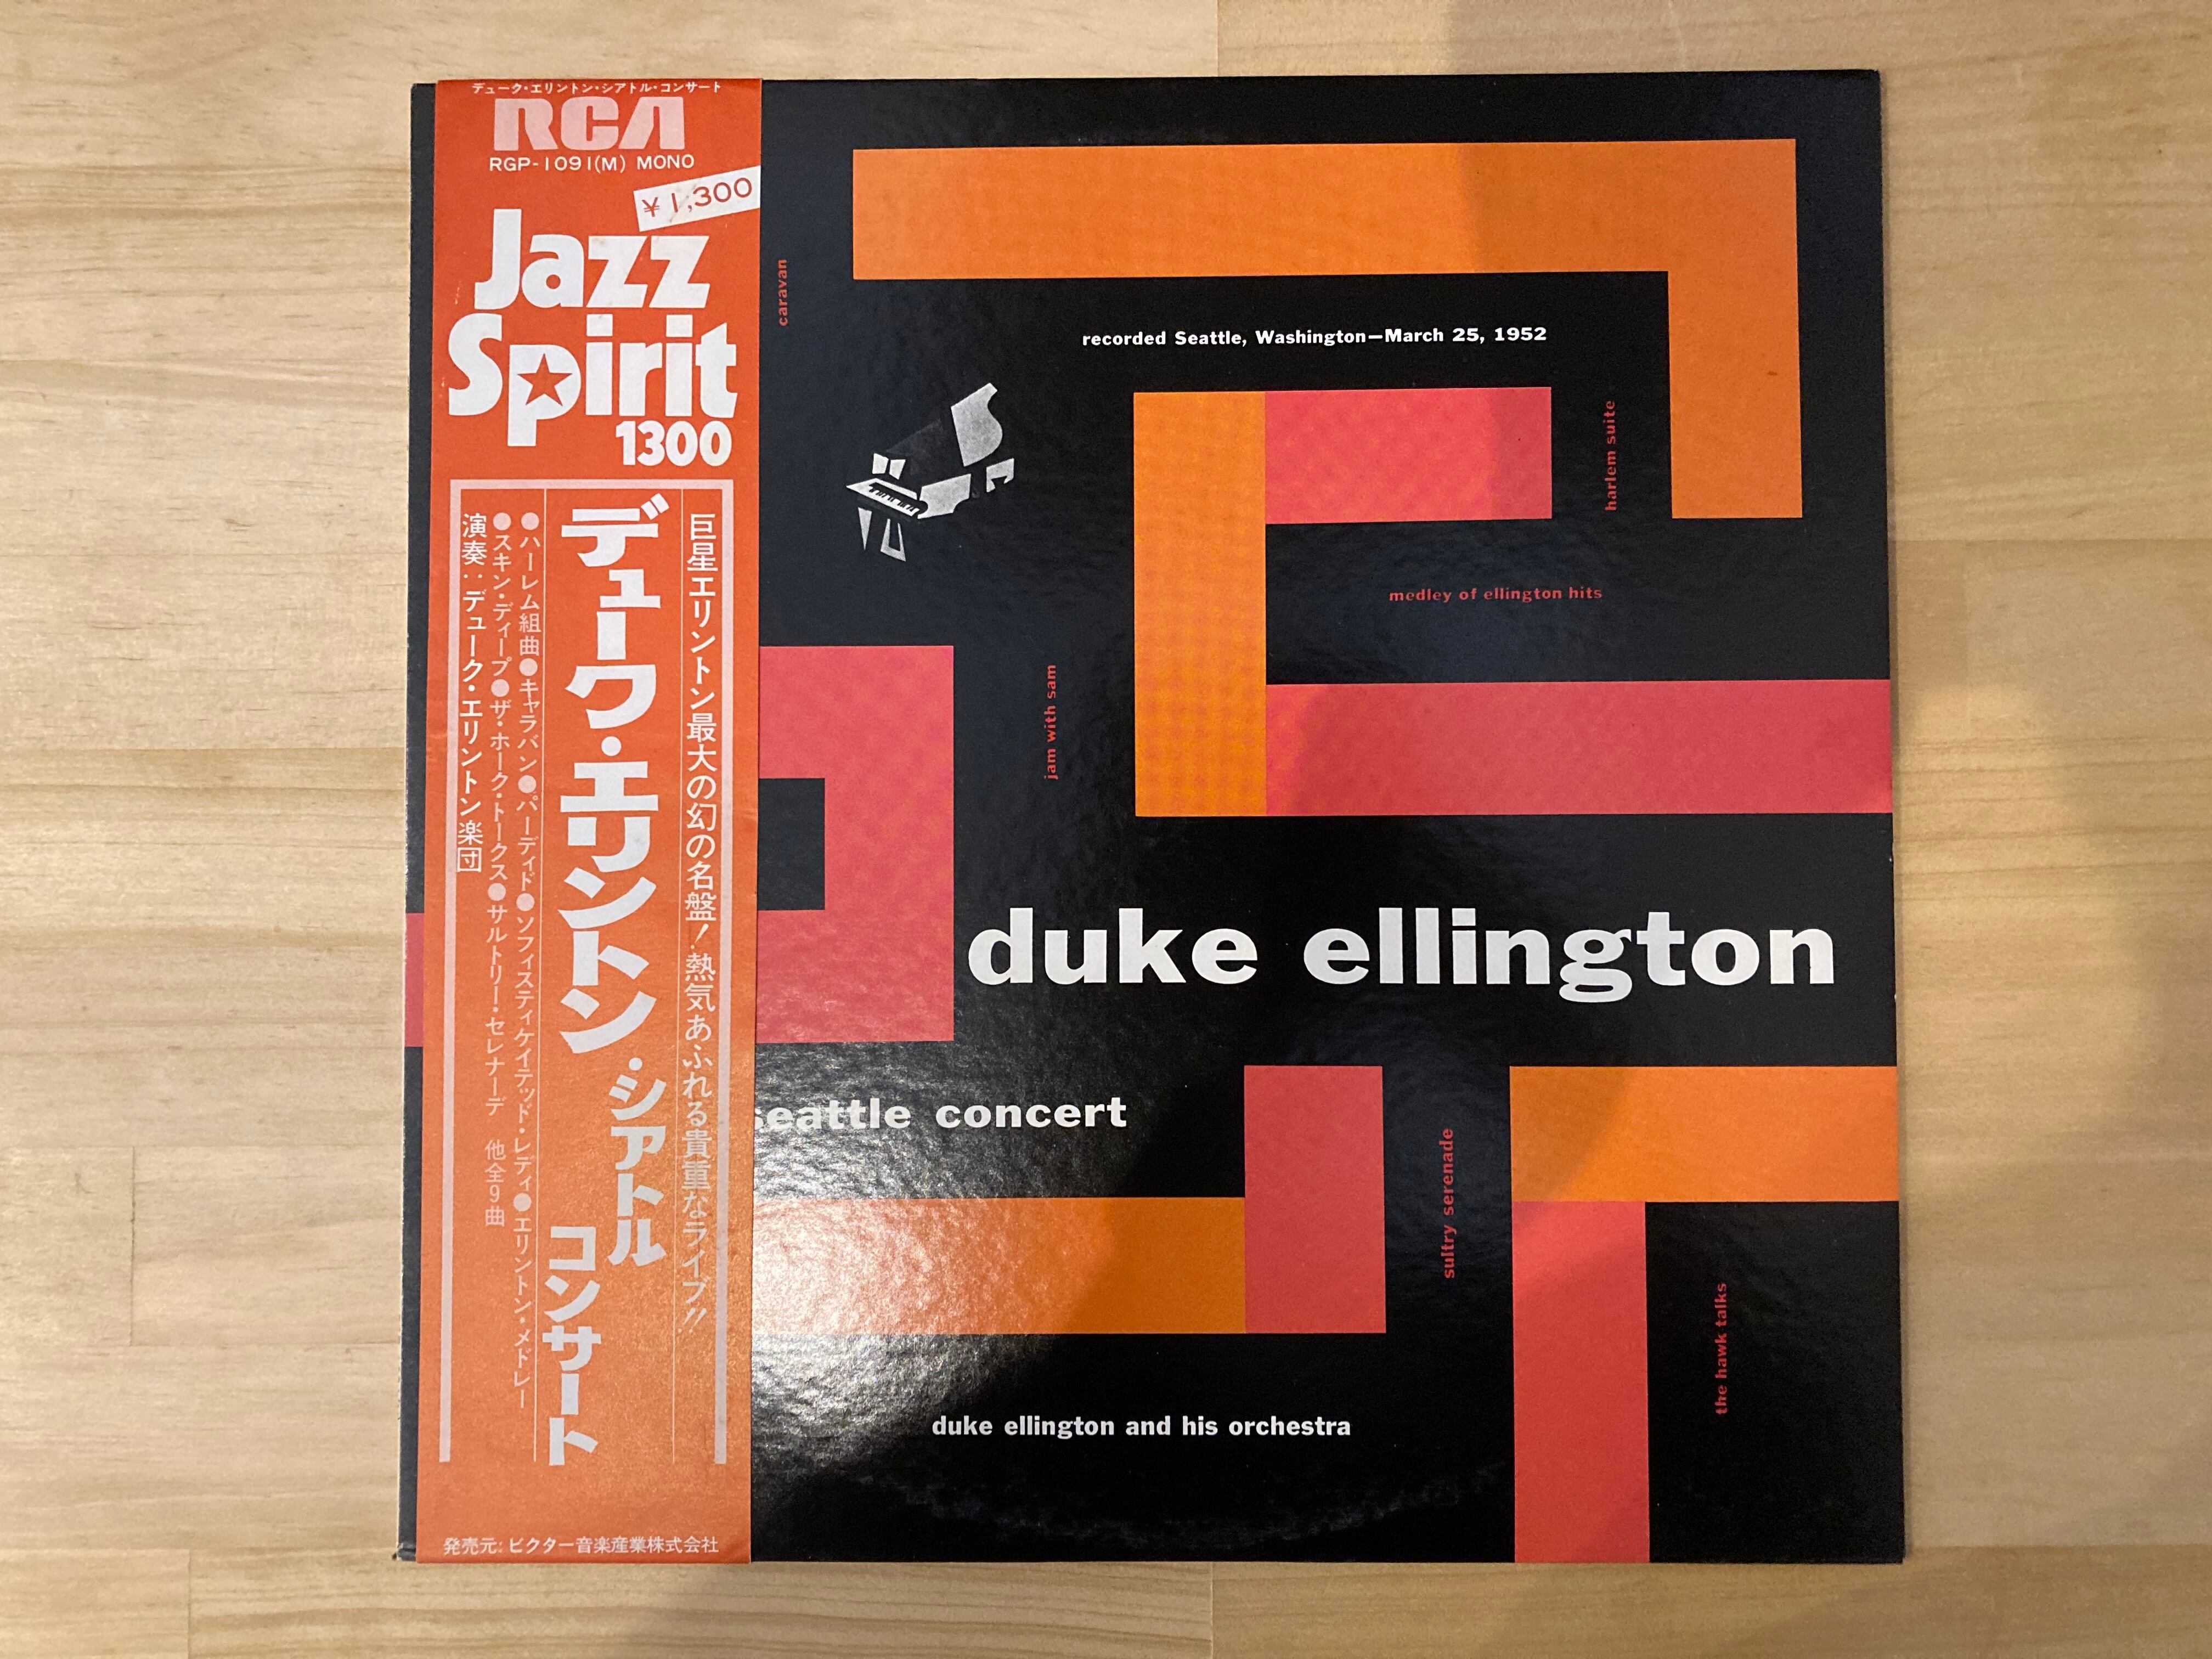 デューク・エリントン・シアトル・コンサート
RCA
RGP-1091(M) MONO
¥1,300
Jazz
Spirit
1300
巨星エリントン最大の幻の名盤!熱気あふれる貴重なライブ!!
デューク・エリントン・シアトル
コンサート
●ハーレム組曲●キャラバン●パーディド●ソフィスティケイテッド・レディ●エリントン・メドレー
●スキン・ディープ●ザ・ホーク・トークス●サルトリー・セレナーデ 他全9曲
演奏:デューク・エリントン楽団
発売元:ビクター音楽産業株式会社
caravan
recorded Seattle, Washington—March 25, 1952
harlem suite
medley of ellington hits
jam with sam
duke ellington
seattle concert
sultry serenade
the hawk talks
duke ellington and his orchestra